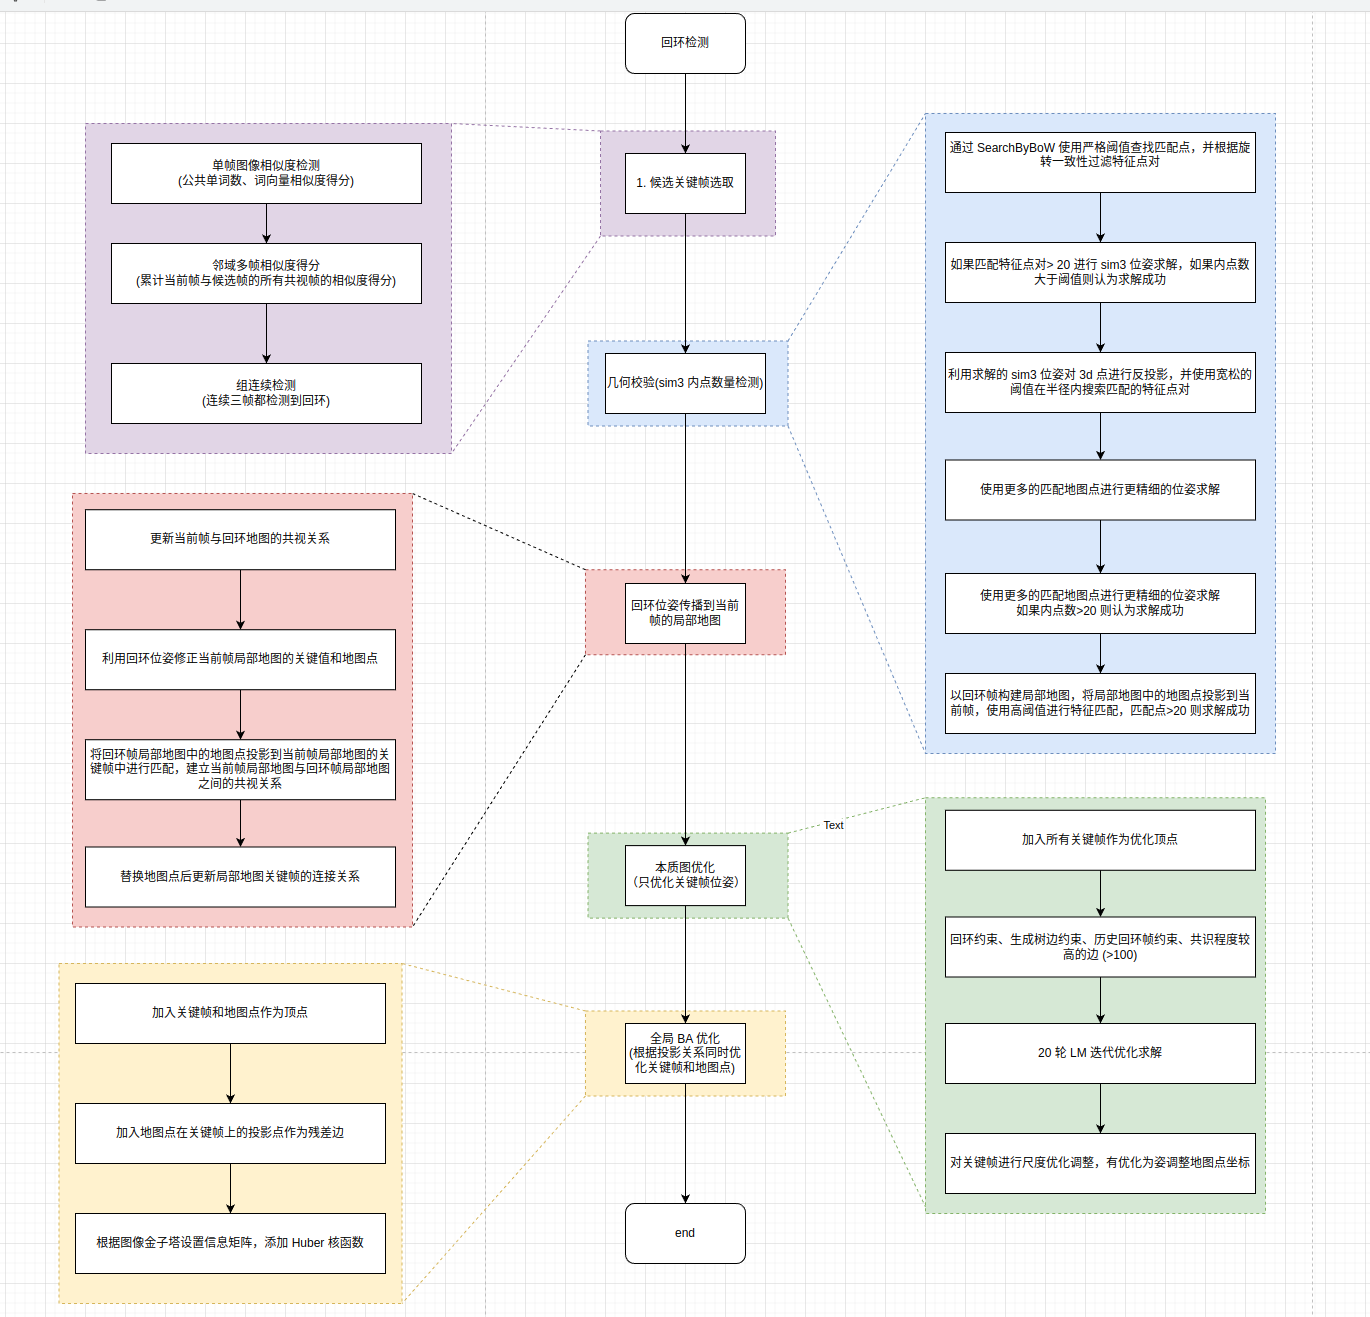 回环检测
单帧图像相似度检测
(公共单词数、词向量相似度得分)
邻域多帧相似度得分
(累计当前帧与候选帧的所有共视帧的相似度得分)
组连续检测
(连续三帧都检测到回环)
1. 候选关键帧选取
通过 SearchByBoW 使用严格阈值查找匹配点，并根据旋
转一致性过滤特征点对
如果匹配特征点对> 20 进行 sim3 位姿求解，如果内点数
大于阈值则认为求解成功
利用求解的 sim3 位姿对 3d 点进行反投影，并使用宽松的
阈值在半径内搜索匹配的特征点对
使用更多的匹配地图点进行更精细的位姿求解
使用更多的匹配地图点进行更精细的位姿求解
如果内点数>20 则认为求解成功
以回环帧构建局部地图，将局部地图中的地图点投影到当
前帧，使用高阈值进行特征匹配，匹配点>20 则求解成功
几何校验(sim3 内点数量检测)
更新当前帧与回环地图的共视关系
利用回环位姿修正当前帧局部地图的关键值和地图点
将回环帧局部地图中的地图点投影到当前帧局部地图的关
键帧中进行匹配，建立当前帧局部地图与回环帧局部地图
之间的共视关系
替换地图点后更新局部地图关键帧的连接关系
回环位姿传播到当前
帧的局部地图
Text
本质图优化
（只优化关键帧位姿）
加入所有关键帧作为优化顶点
回环约束、生成树边约束、历史回环帧约束、共识程度较
高的边 (>100)
20 轮 LM 迭代优化求解
对关键帧进行尺度优化调整，有优化为姿调整地图点坐标
加入关键帧和地图点作为顶点
加入地图点在关键帧上的投影点作为残差边
根据图像金子塔设置信息矩阵，添加 Huber 核函数
全局 BA 优化
(根据投影关系同时优
化关键帧和地图点)
end